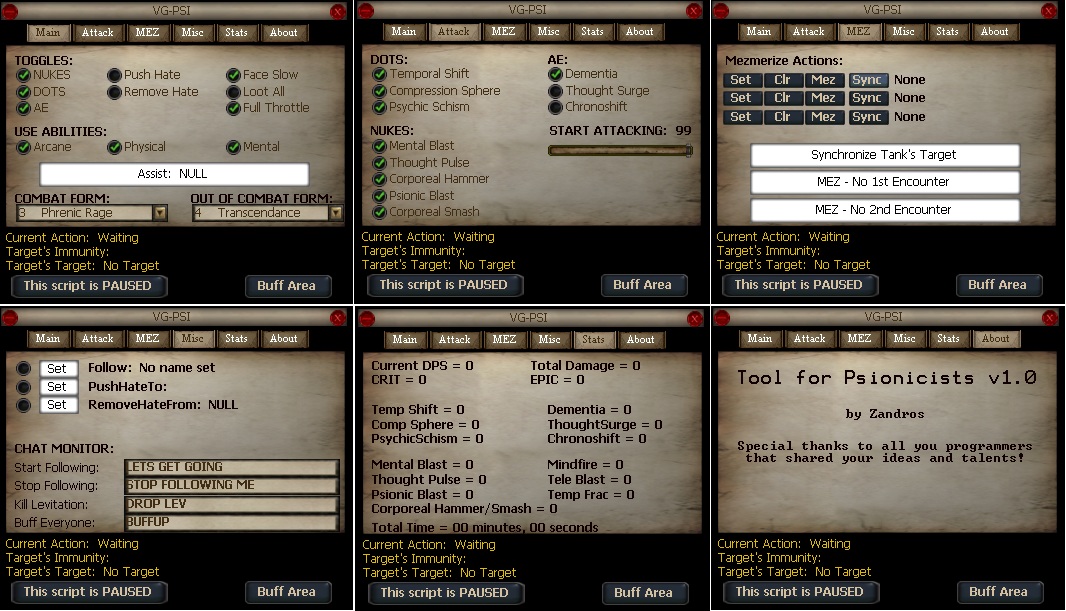 VG-PSI
Main Attack MEZ Misc Stats About
TOGGLES:
NUKES Push Hate Face Slow
DOTS Remove Hate Loot All
AE Full Throttle
USE ABILITIES:
Arcane Physical Mental
Assist: NULL
COMBAT FORM: OUT OF COMBAT FORM:
3 Phrenic Rage 4 Transcendance
Current Action: Waiting
Target's Immunity:
Target's Target: No Target
This script is PAUSED Buff Area
VG-PSI
Main Attack MEZ Misc Stats About
DOTS: AE:
Temporal Shift Dementia
Compression Sphere Thought Surge
Psychic Schism Chronoshift
NUKES: START ATTACKING: 99
Mental Blast
Thought Pulse
Corporeal Hammer
Psionic Blast
Corporeal Smash
Current Action: Waiting
Target's Immunity:
Target's Target: No Target
This script is PAUSED Buff Area
VG-PSI
Main Attack MEZ Misc Stats About
Mezmerize Actions:
Set Clr Mez Sync None
Set Clr Mez Sync None
Set Clr Mez Sync None
Synchronize Tank's Target
MEZ - No 1st Encounter
MEZ - No 2nd Encounter
Current Action: Waiting
Target's Immunity:
Target's Target: No Target
This script is PAUSED Buff Area
VG-PSI
Main Attack MEZ Misc Stats About
Set Follow: No name set
Set PushHateTo:
Set RemoveHateFrom: NULL
CHAT MONITOR:
Start Following: LETS GET GOING
Stop Following: STOP FOLLOWING ME
Kill Levitation: DROP LEV
Buff Everyone: BUFFUP
Current Action: Waiting
Target's Immunity:
Target's Target: No Target
This script is PAUSED Buff Area
VG-PSI
Main Attack MEZ Misc Stats About
Current DPS = 0 Total Damage = 0
CRIT = 0 EPIC = 0
Temp Shift = 0 Dementia = 0
Comp Sphere = 0 ThoughtSurge = 0
PsychicSchism = 0 Chronoshift = 0
Mental Blast = 0 Mindfire = 0
Thought Pulse = 0 Tele Blast = 0
Psionic Blast = 0 Temp Frac = 0
Corporeal Hammer/Smash = 0
Total Time = 00 minutes, 00 seconds
Current Action: Waiting
Target's Immunity:
Target's Target: No Target
This script is PAUSED Buff Area
VG-PSI
Main Attack MEZ Misc Stats About
Tool for Psionicists v1.0
by Zandros
Special thanks to all you programmers
that shared your ideas and talents!
Current Action: Waiting
Target's Immunity:
Target's Target: No Target
This script is PAUSED Buff Area